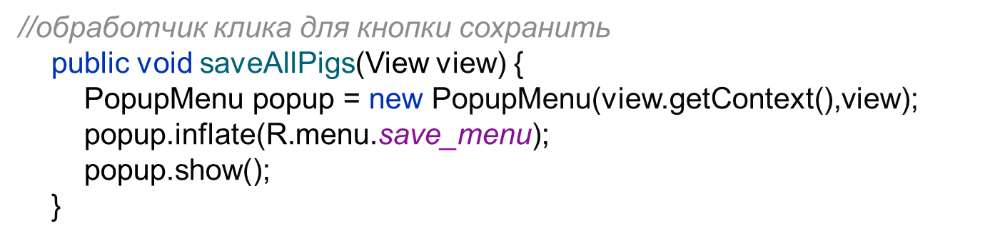 //обработчик клика для кнопки сохранить
public void saveAllPigs(View view) {
PopupMenu popup = new PopupMenu(view.getContext(),view);
popup.inflate(R.menu.save_menu);
popup.show();
}